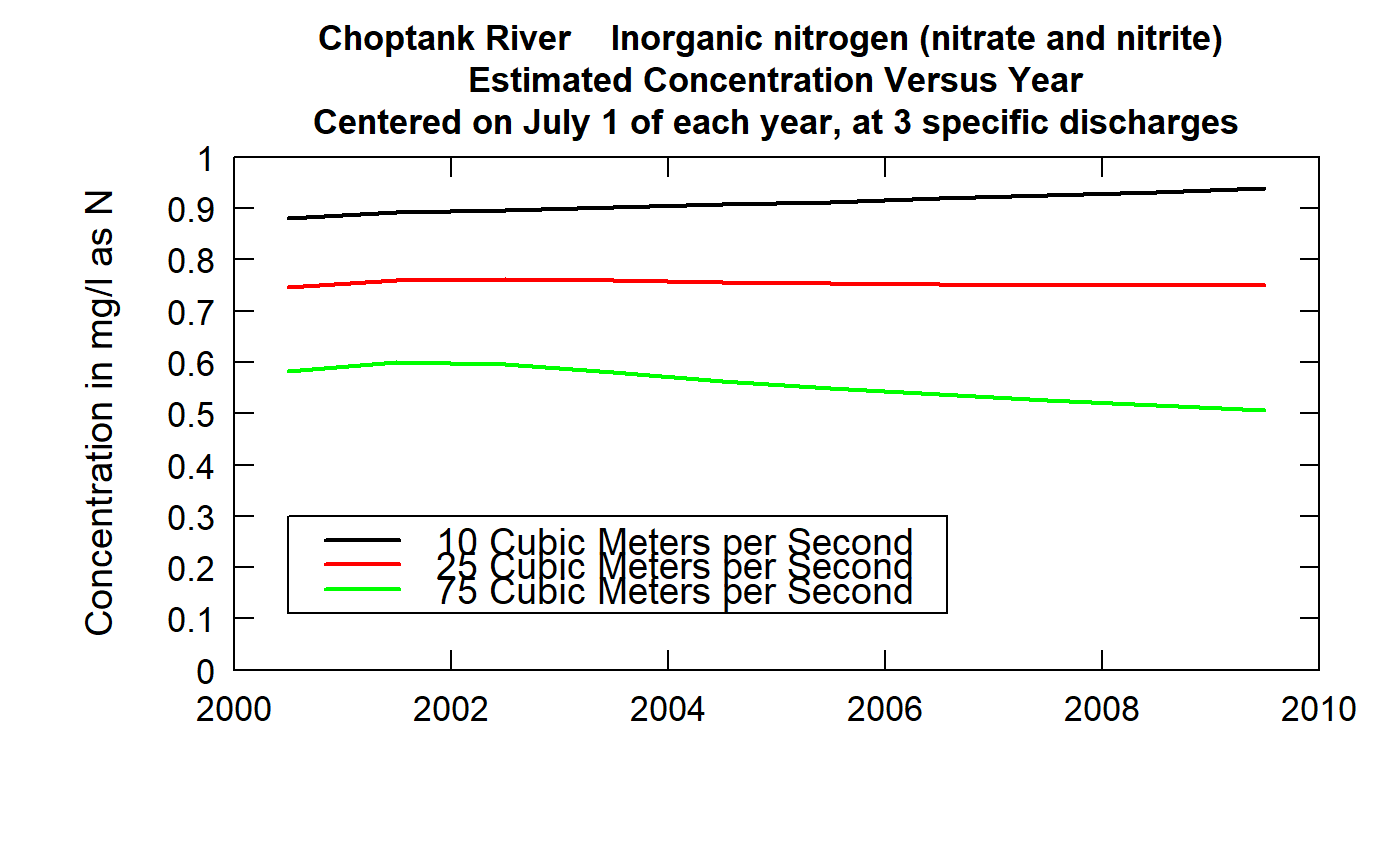 Choptank River Inorganic nitrogen (nitrate and nitrite)
Estimated Concentration Versus Year
Centered on July 1 of each year, at 3 specific discharges
Concentration in mg/l as N
1
0.9
0.8
0.7
0.6
0.5
0.4
0.3
0.2
0.1
0
10 Cubic Meters per Second
25 Cubic Meters per Second
75 Cubic Meters per Second
2000 2002 2004 2006 2008 2010